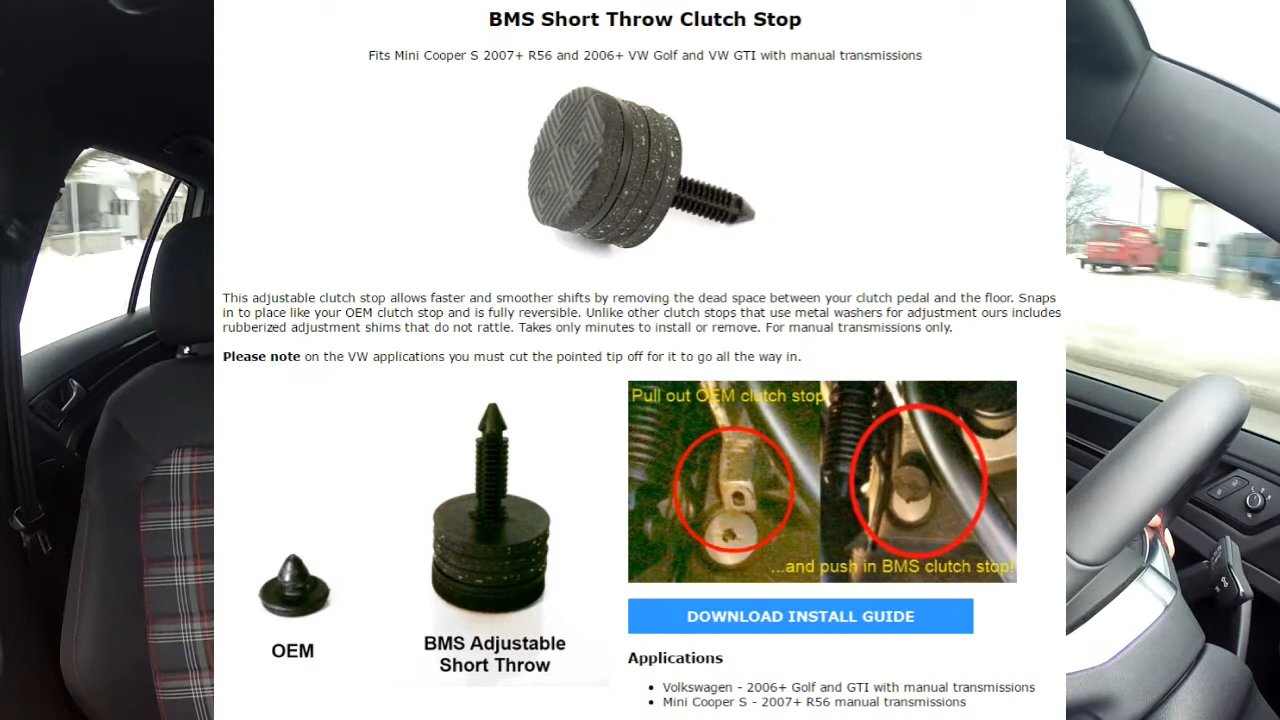 BMS Short Throw Clutch Stop
Fits Mini Cooper S 2007+ R56 and 2006+ VW Golf and VW GTI with manual transmissions
This adjustable clutch stop allows faster and smoother shifts by removing the dead space between your clutch pedal and the floor. Snaps
in to place like your OEM clutch stop and is fully reversible. Unlike other clutch stops that use metal washers for adjustment ours includes
rubberized adjustment shims that do not rattle. Takes only minutes to install or remove. For manual transmissions only.
Please note on the VW applications you must cut the pointed tip off for it to go all the way in.
Pull out OEM clutch stop
...and push in BMS clutch stop!
OEM
BMS Adjustable
Short Throw
DOWNLOAD INSTALL GUIDE
Applications
• Volkswagen - 2006+ Golf and GTI with manual transmissions
• Mini Cooper S - 2007+ R56 manual transmissions